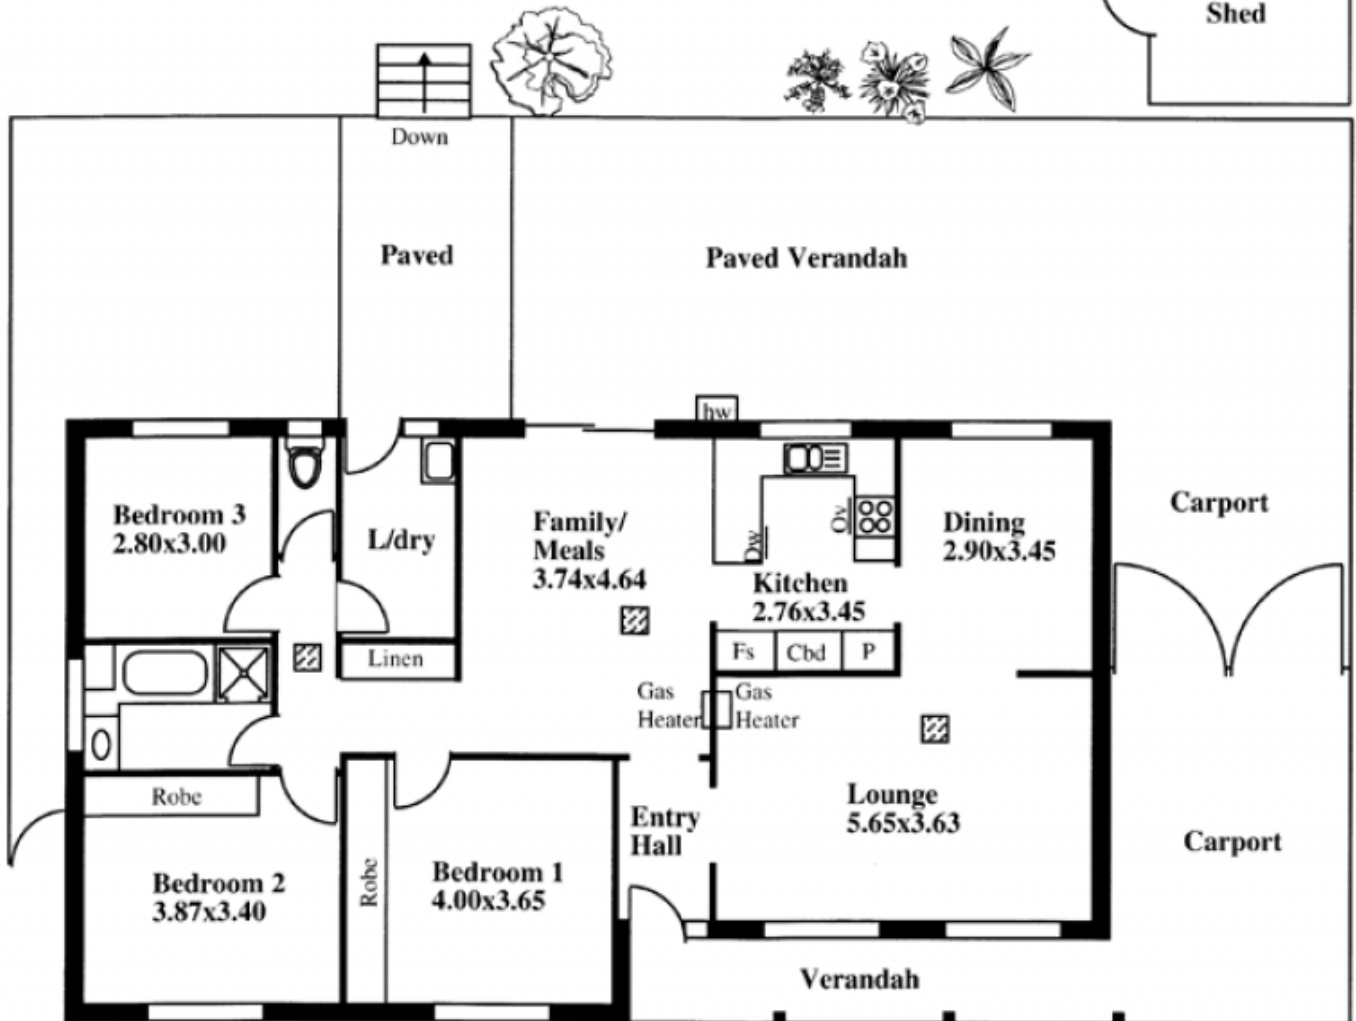 Shed
Down
Paved
Paved Verandah
hw
Carport
Bedroom 3
2.80x3.00
L/dry
Family/
Meals
3.74x4.64
Dw
Ov
Kitchen
2.76x3.45
Dining
2.90x3.45
Linen
Fs
Cbd
P
Gas
Heater
Gas
Heater
Robe
Entry
Hall
Lounge
5.65x3.63
Carport
Bedroom 2
3.87x3.40
Robe
Bedroom 1
4.00x3.65
Verandah